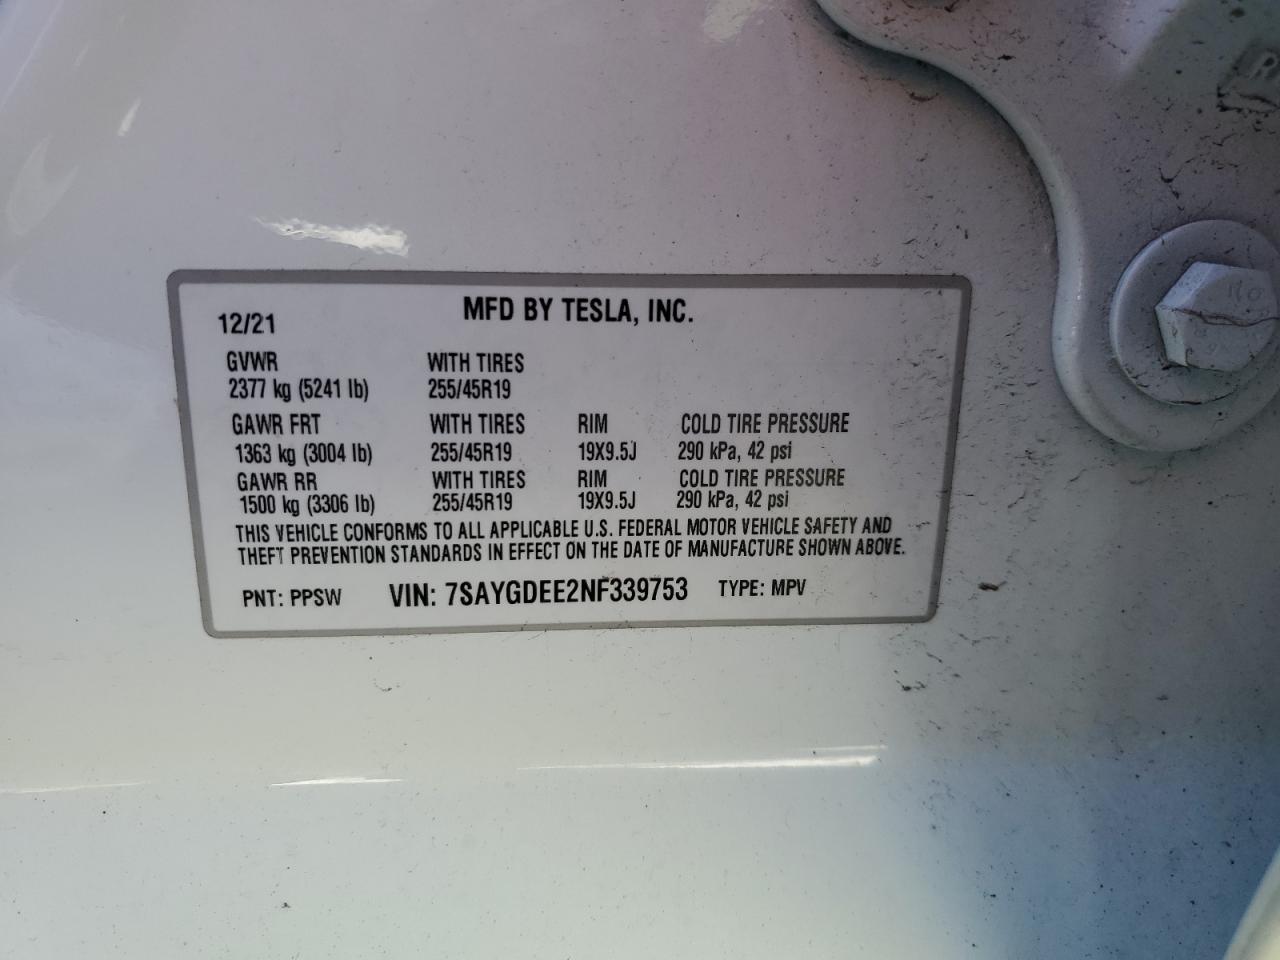 MFD BY TESLA, INC.
12/21
GVWR WITH TIRES
2377 kg (5241 lb) 255/45R19
GAWR FRT WITH TIRES RIM COLD TIRE PRESSURE
1363 kg (3004 lb) 255/45R19 19X9.5J 290 kPa, 42 psi
GAWR RR WITH TIRES RIM COLD TIRE PRESSURE
1500 kg (3306 lb) 255/45R19 19X9.5J 290 kPa, 42 psi
THIS VEHICLE CONFORMS TO ALL APPLICABLE U.S. FEDERAL MOTOR VEHICLE SAFETY AND
THEFT PREVENTION STANDARDS IN EFFECT ON THE DATE OF MANUFACTURE SHOWN ABOVE.
PNT: PPSW VIN: 7SAYGDEE2NF339753 TYPE: MPV